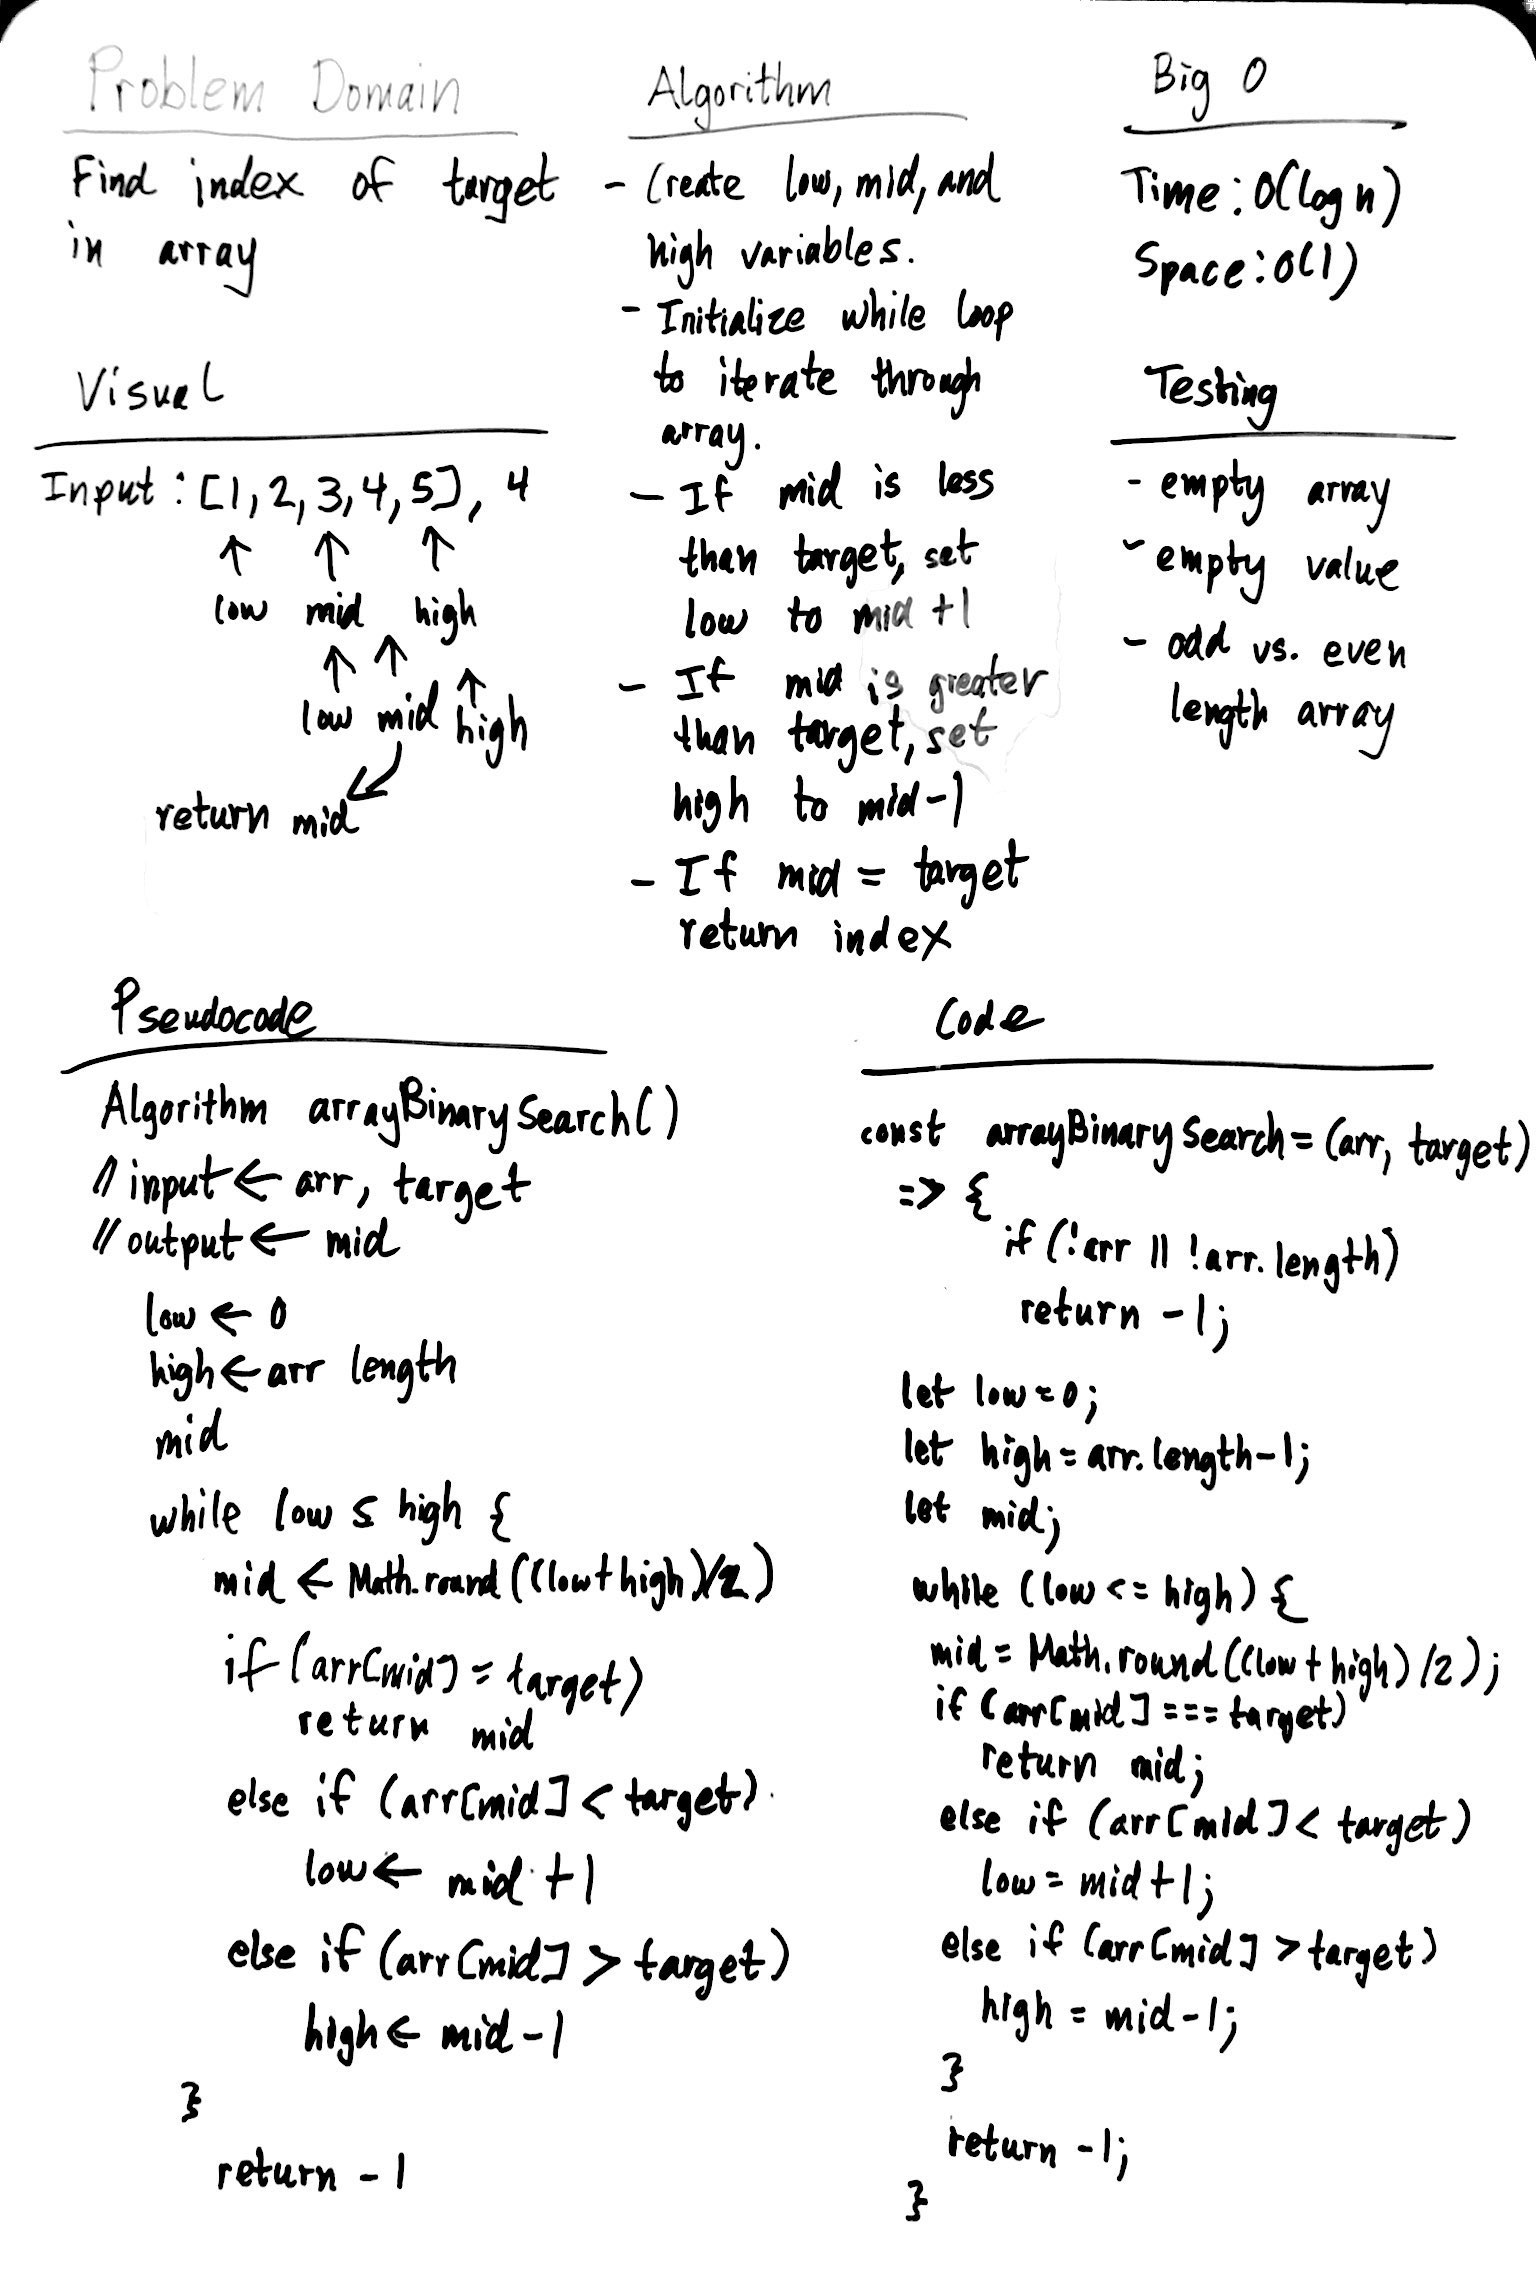 Problem Domain
Find index of target
in array
Visual
Input: [1, 2, 3, 4, 5], 4
low mid high
low mid high
return mid
Algorithm
- Create low, mid, and
high variables.
- Initialize while loop
to iterate through
array.
- If mid is less
than target, set
low to mid +1
- If mid is greater
than target, set
high to mid-1
- If mid = target
return index
Big O
Time: O(log n)
Space: O(1)
Testing
- empty array
- empty value
- odd vs. even
length array
Pseudocode
Algorithm arrayBinarySearch()
// input ← arr, target
// output ← mid
low ← 0
high ← arr length
mid
while low ≤ high {
mid ← Math.round((low+high)/2)
if (arr[mid] = target)
return mid
else if (arr[mid] < target)
low ← mid +1
else if (arr[mid] > target)
high ← mid -1
}
return -1
Code
const arrayBinarySearch = (arr, target)
=> {
if (!arr || !arr.length)
return -1;
let low = 0;
let high = arr.length-1;
let mid;
while (low <= high) {
mid = Math.round((low + high) /2);
if (arr[mid] === target)
return mid;
else if (arr[mid] < target)
low = mid+1;
else if (arr[mid] > target)
high = mid-1;
}
return -1;
}